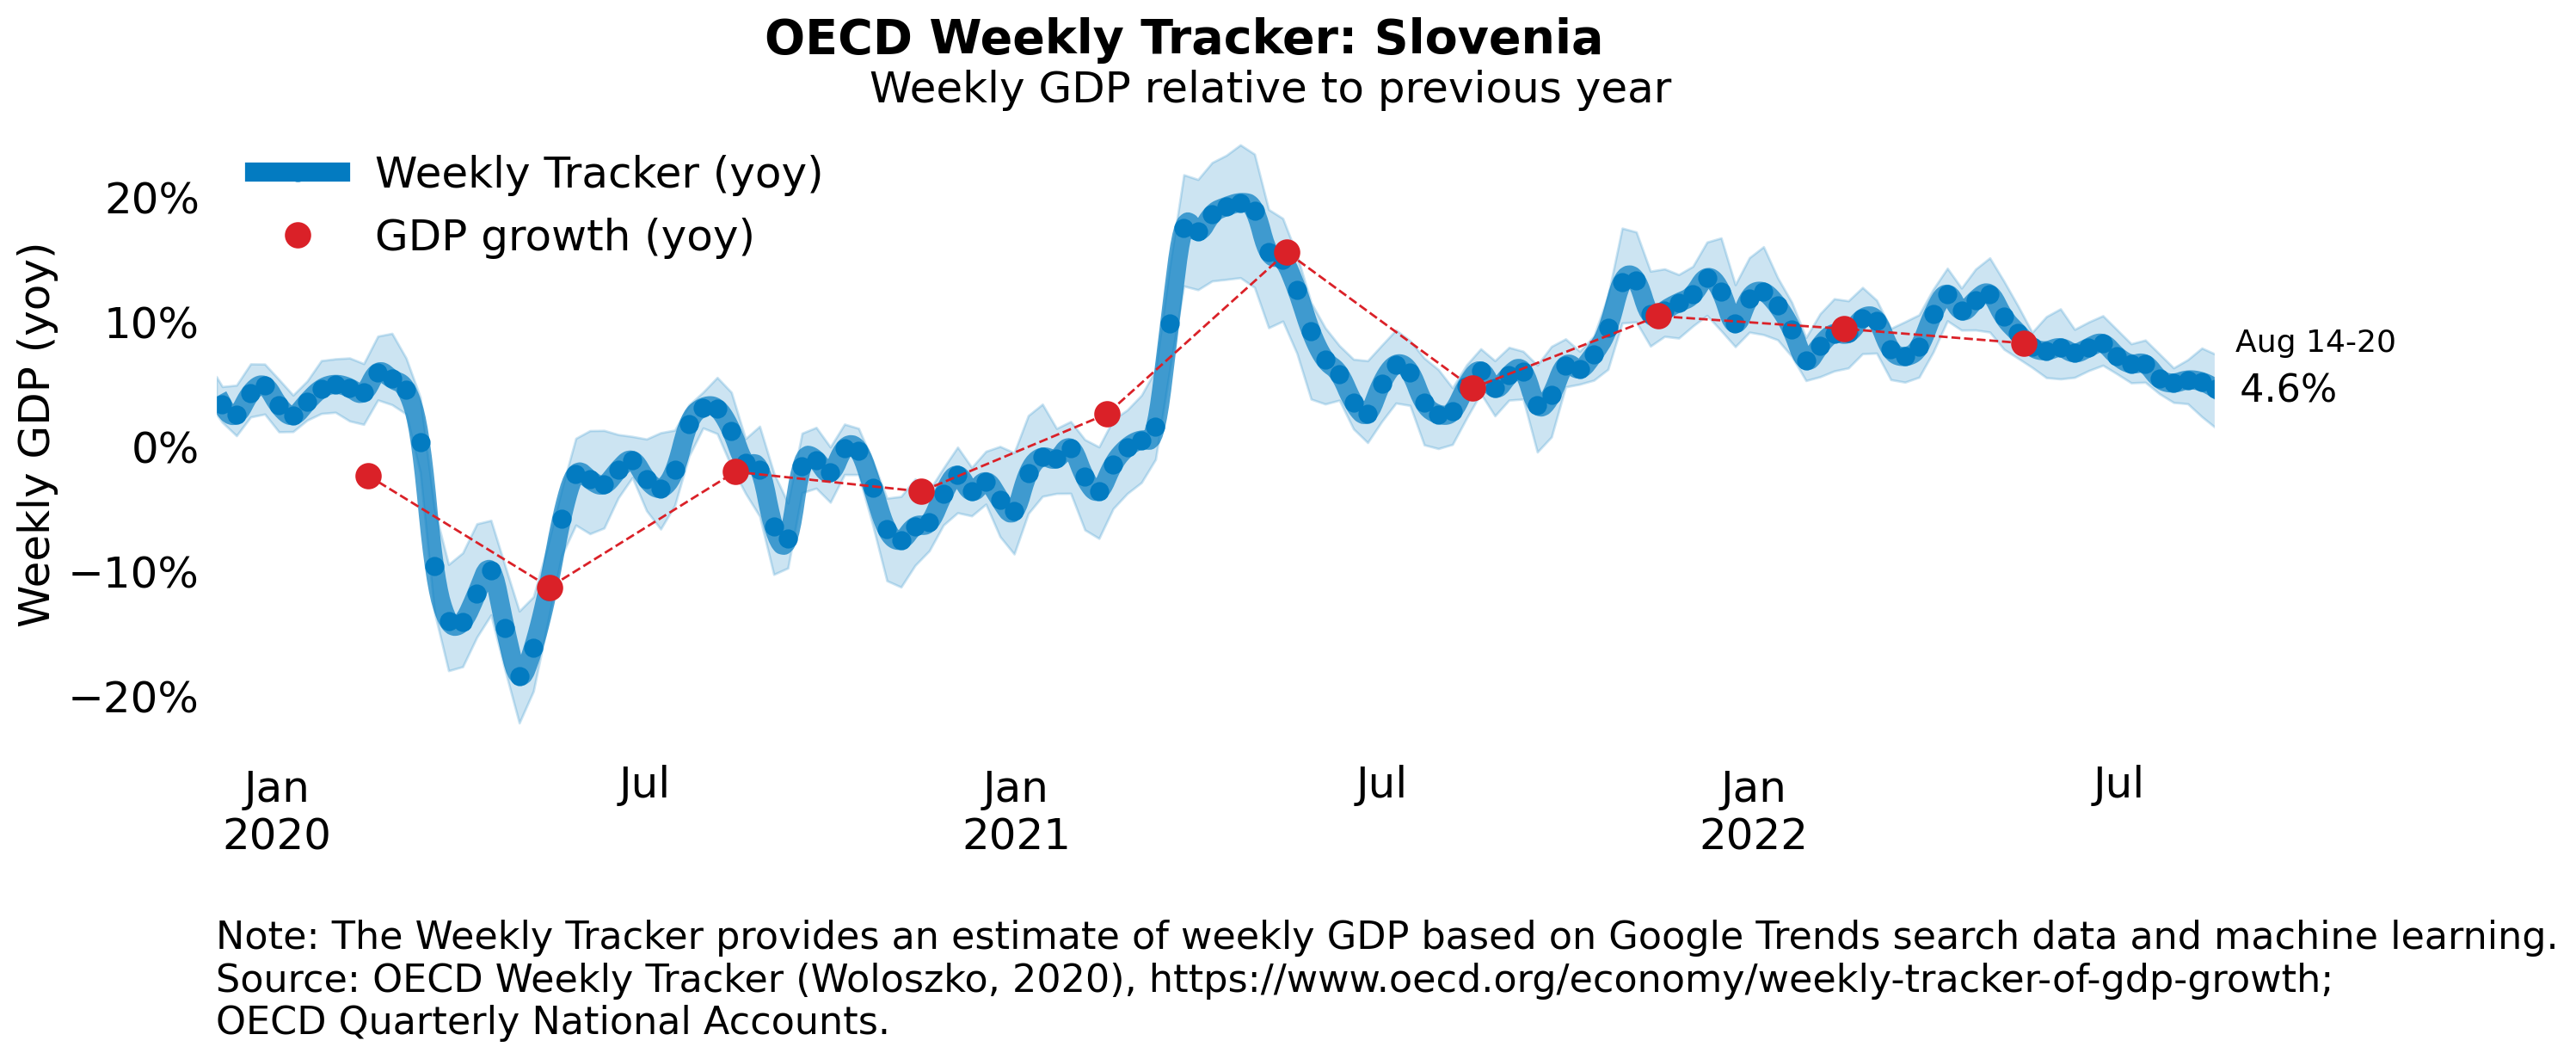 OECD Weekly Tracker: Slovenia
Weekly GDP relative to previous year
Weekly Tracker (yoy)
GDP growth (yoy)
Weekly GDP (yoy)
20%
10%
0%
−10%
−20%
Aug 14-20
4.6%
Jan
2020
Jul
Jan
2021
Jul
Jan
2022
Jul
Note: The Weekly Tracker provides an estimate of weekly GDP based on Google Trends search data and machine learning.
Source: OECD Weekly Tracker (Woloszko, 2020), https://www.oecd.org/economy/weekly-tracker-of-gdp-growth;
OECD Quarterly National Accounts.